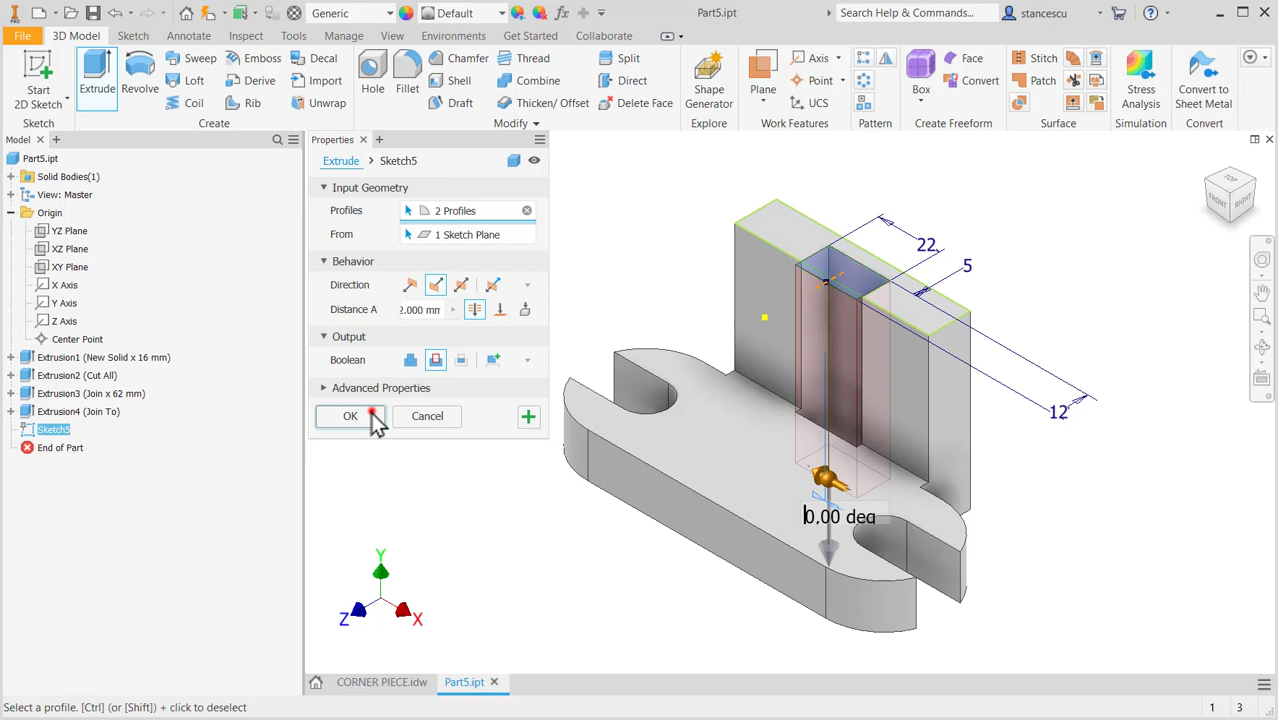 PRO
Generic
Default
Part5.ipt
Search Help & Commands...
stancescu
File
3D Model
Sketch
Annotate
Inspect
Tools
Manage
View
Environments
Get Started
Collaborate
Start
2D Sketch
Extrude
Revolve
Sweep
Loft
Coil
Emboss
Derive
Rib
Decal
Import
Unwrap
Hole
Fillet
Chamfer
Shell
Draft
Thread
Combine
Thicken/ Offset
Split
Direct
Delete Face
Shape
Generator
Plane
Axis
Point
UCS
Box
Face
Convert
Stitch
Patch
Stress
Analysis
Convert to
Sheet Metal
Sketch
Create
Modify
Explore
Work Features
Pattern
Create Freeform
Surface
Simulation
Convert
Model
Part5.ipt
Solid Bodies(1)
View: Master
Origin
YZ Plane
XZ Plane
XY Plane
X Axis
Y Axis
Z Axis
Center Point
Extrusion1 (New Solid x 16 mm)
Extrusion2 (Cut All)
Extrusion3 (Join x 62 mm)
Extrusion4 (Join To)
Sketch5
End of Part
Properties
Extrude > Sketch5
Input Geometry
Profiles 2 Profiles
From 1 Sketch Plane
Behavior
Direction
Distance A 2.000 mm
Output
Boolean
Advanced Properties
OK Cancel
22
5
12
0,00 deg
TOP
FRONT
RIGHT
Y
Z
X
CORNER PIECE.idw
Part5.ipt
Select a profile. [Ctrl] (or [Shift]) + click to deselect
1 3